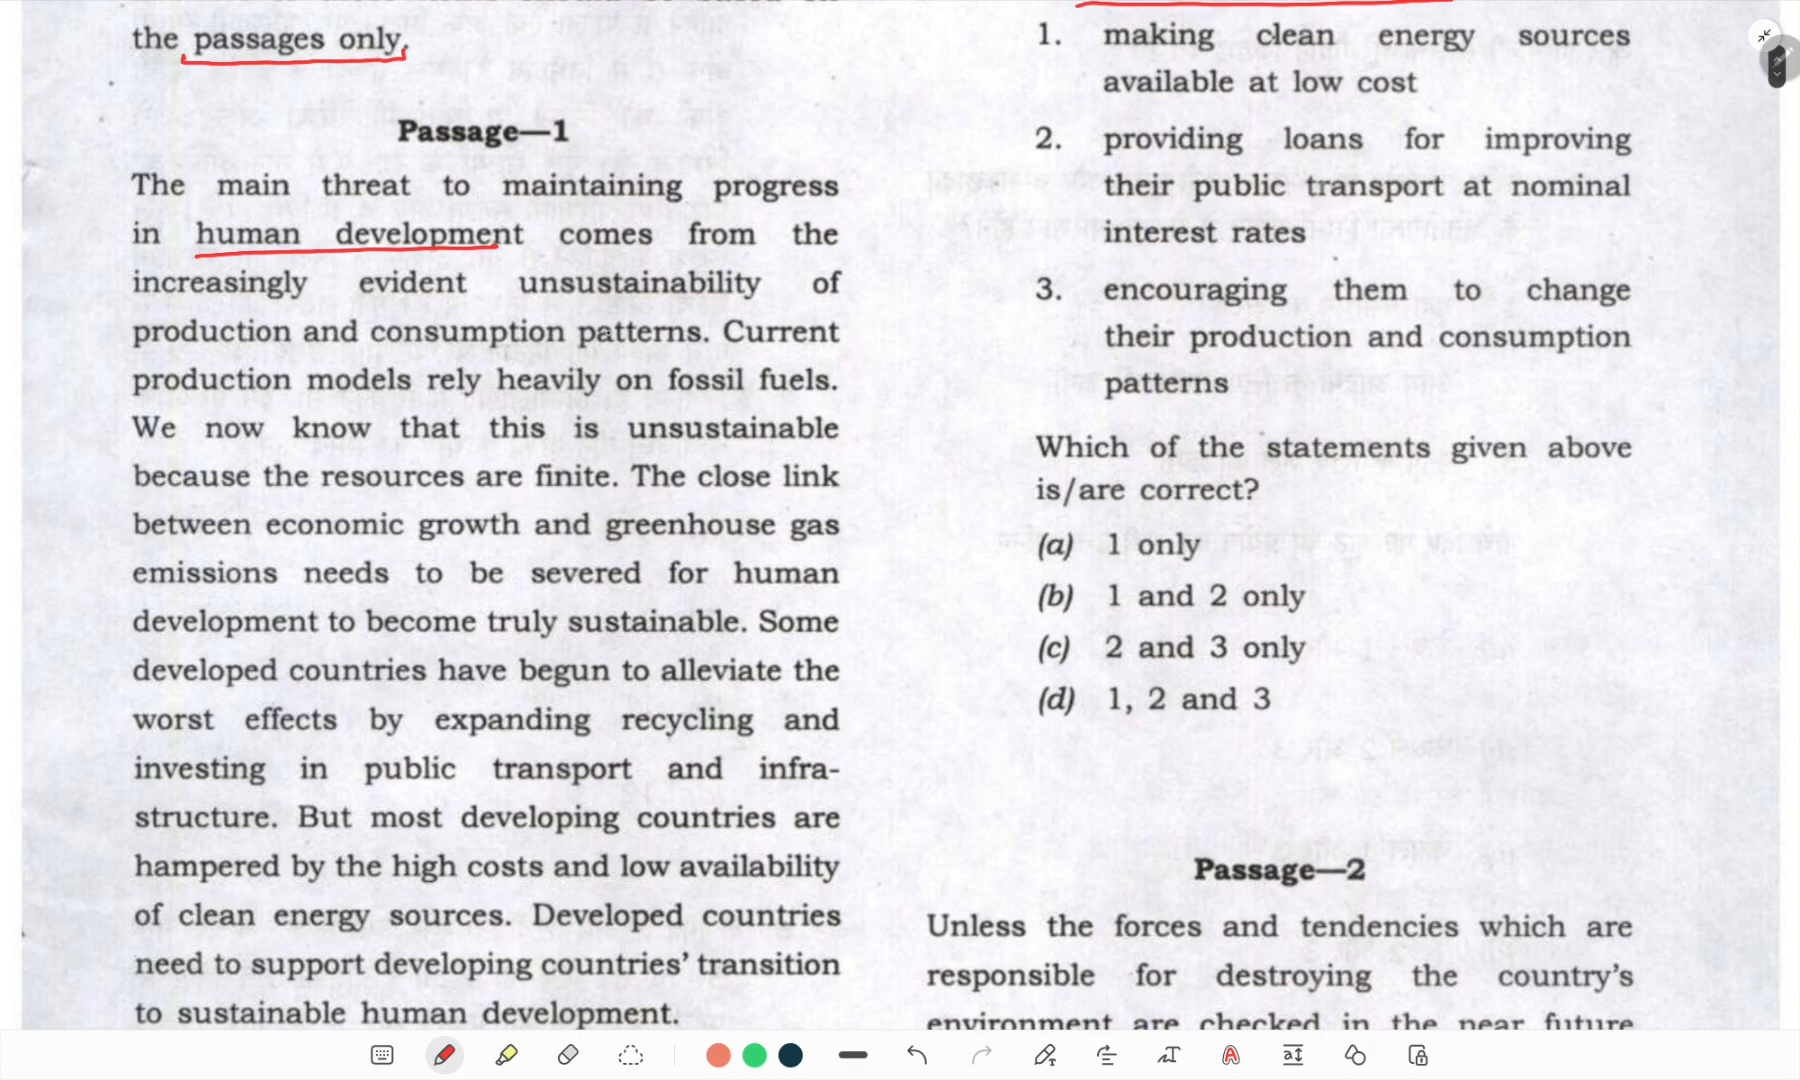 the passages only.
Passage—1
The main threat to maintaining progress
in human development comes from the
increasingly evident unsustainability of
production and consumption patterns. Current
production models rely heavily on fossil fuels.
We now know that this is unsustainable
because the resources are finite. The close link
between economic growth and greenhouse gas
emissions needs to be severed for human
development to become truly sustainable. Some
developed countries have begun to alleviate the
worst effects by expanding recycling and
investing in public transport and infra-
structure. But most developing countries are
hampered by the high costs and low availability
of clean energy sources. Developed countries
need to support developing countries' transition
to sustainable human development.
1. making clean energy sources
available at low cost
2. providing loans for improving
their public transport at nominal
interest rates
3. encouraging them to change
their production and consumption
patterns
Which of the statements given above
is/are correct?
(a) 1 only
(b) 1 and 2 only
(c) 2 and 3 only
(d) 1, 2 and 3
Passage—2
Unless the forces and tendencies which are
responsible for destroying the country's
environment are checked in the near future